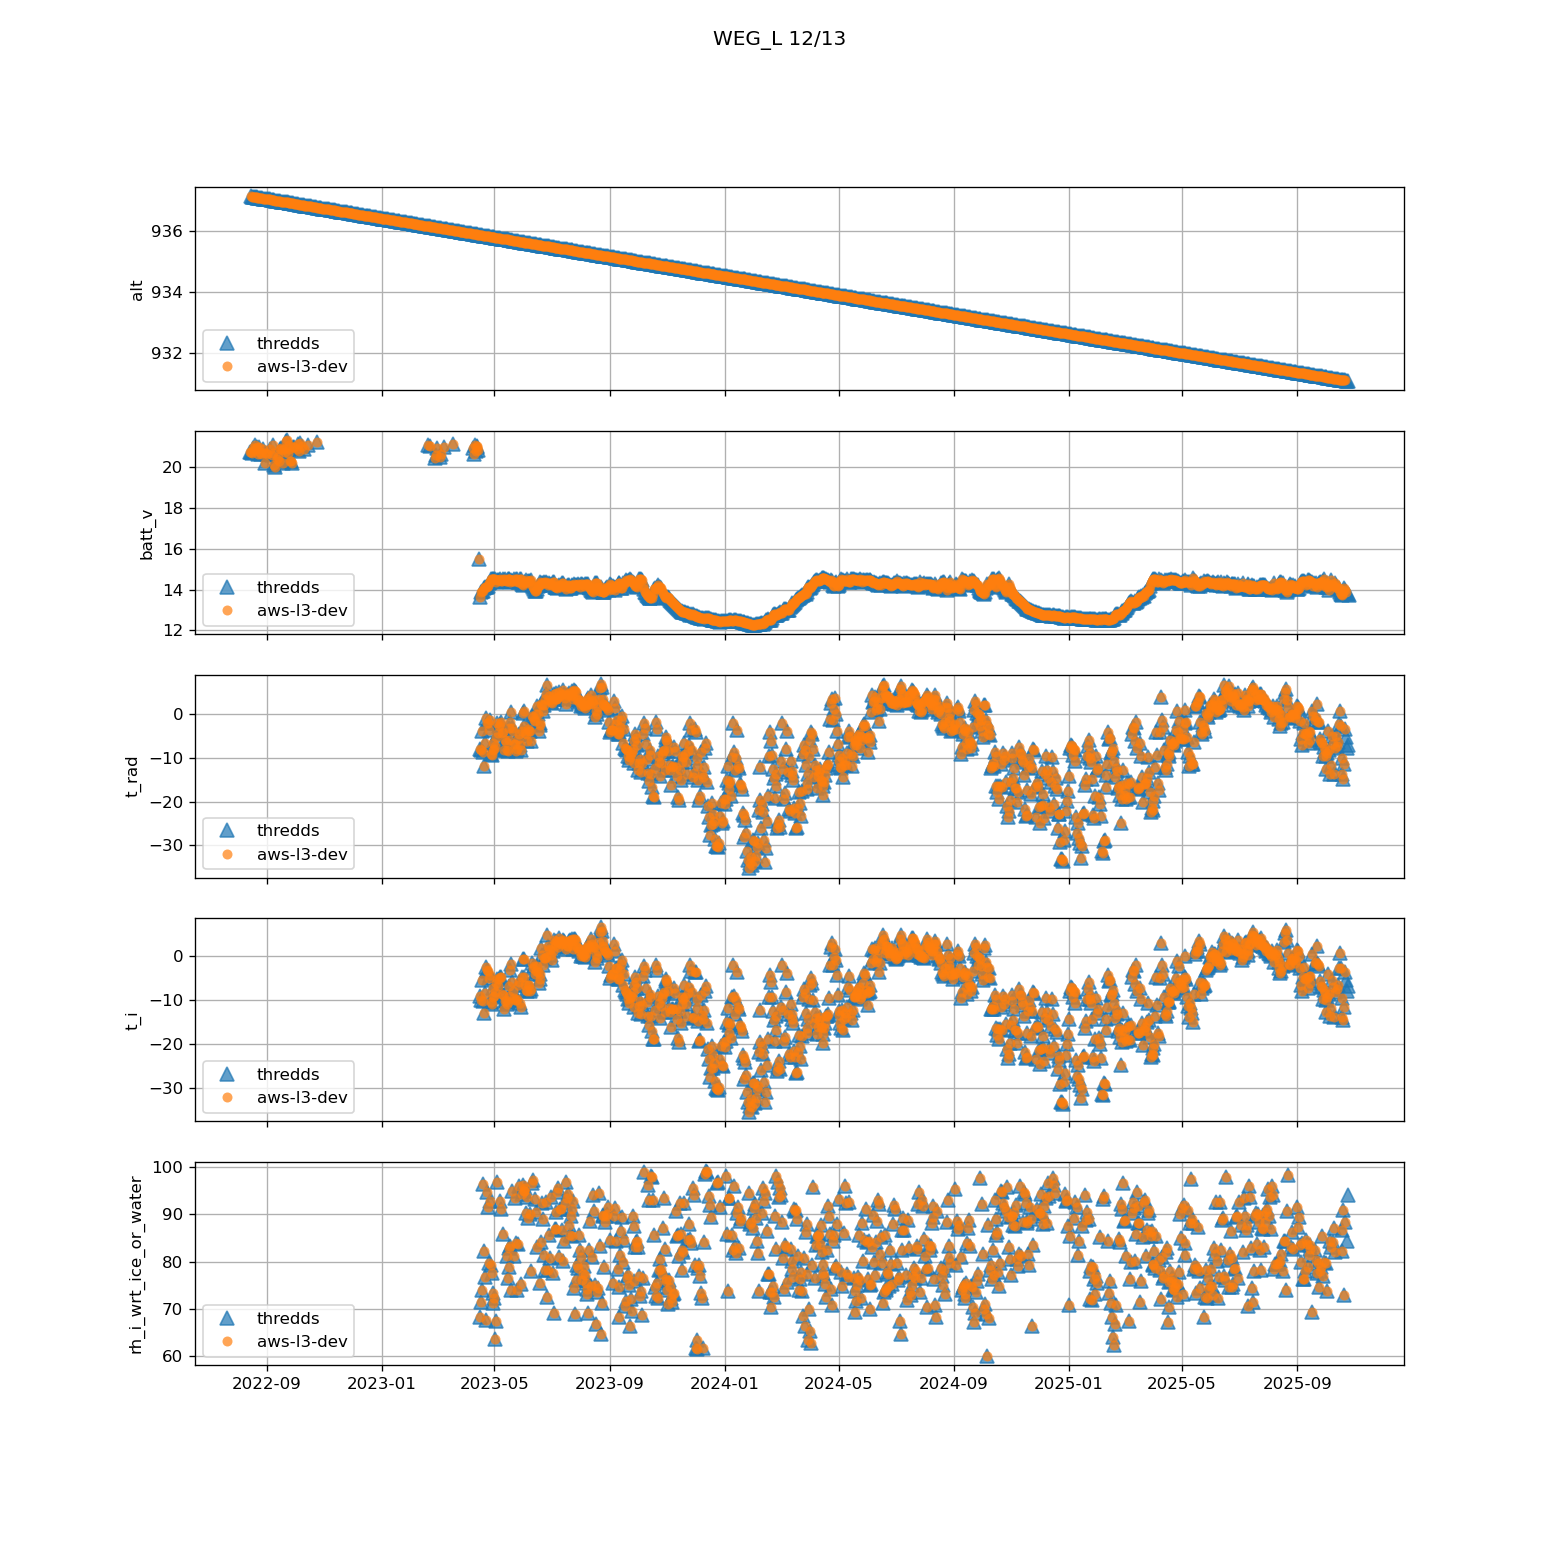 WEG_L 12/13
936
934
932
alt
thredds
aws-l3-dev
20
18
16
14
12
batt_v
thredds
aws-l3-dev
0
−10
−20
−30
t_rad
thredds
aws-l3-dev
0
−10
−20
−30
t_i
thredds
aws-l3-dev
100
90
80
70
60
rh_i_wrt_ice_or_water
thredds
aws-l3-dev
2022-09 2023-01 2023-05 2023-09 2024-01 2024-05 2024-09 2025-01 2025-05 2025-09